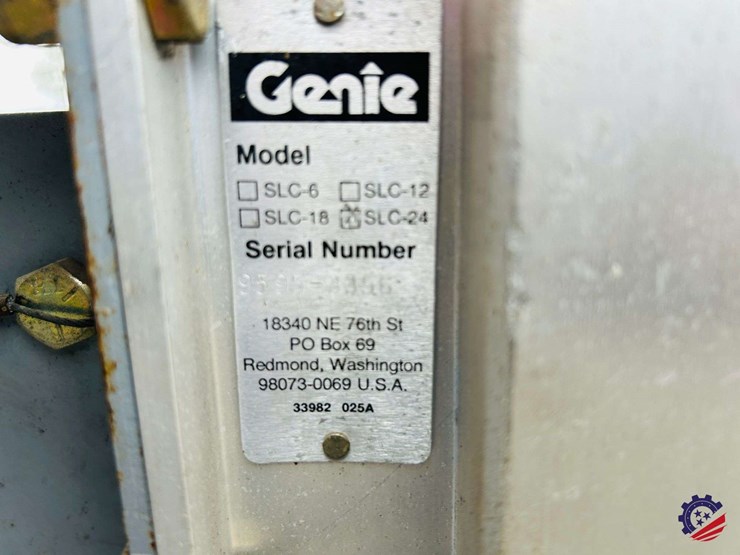 Genie
Model
SLC-6 SLC-12
SLC-18 SLC-24
Serial Number
18340 NE 76th St
PO Box 69
Redmond, Washington
98073-0069 U.S.A.
33982 025A